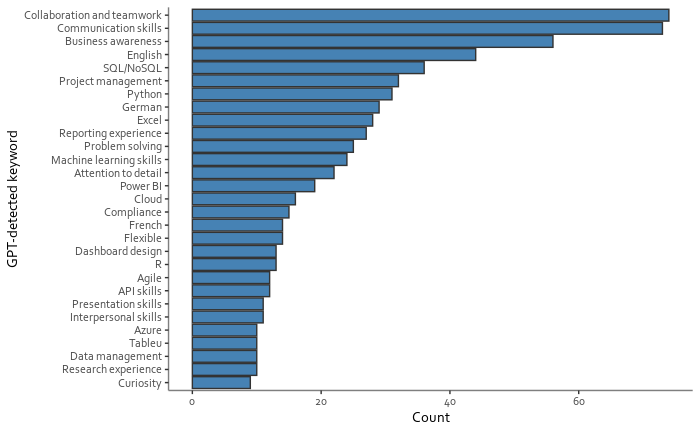 Collaboration and teamwork
Communication skills
Business awareness
English
SQL/NoSQL
Project management
Python
German
Excel
Reporting experience
Problem solving
Machine learning skills
Attention to detail
Power BI
Cloud
Compliance
French
Flexible
Dashboard design
R
Agile
API skills
Presentation skills
Interpersonal skills
Azure
Tableu
Data management
Research experience
Curiosity
GPT-detected keyword
0 20 40 60
Count